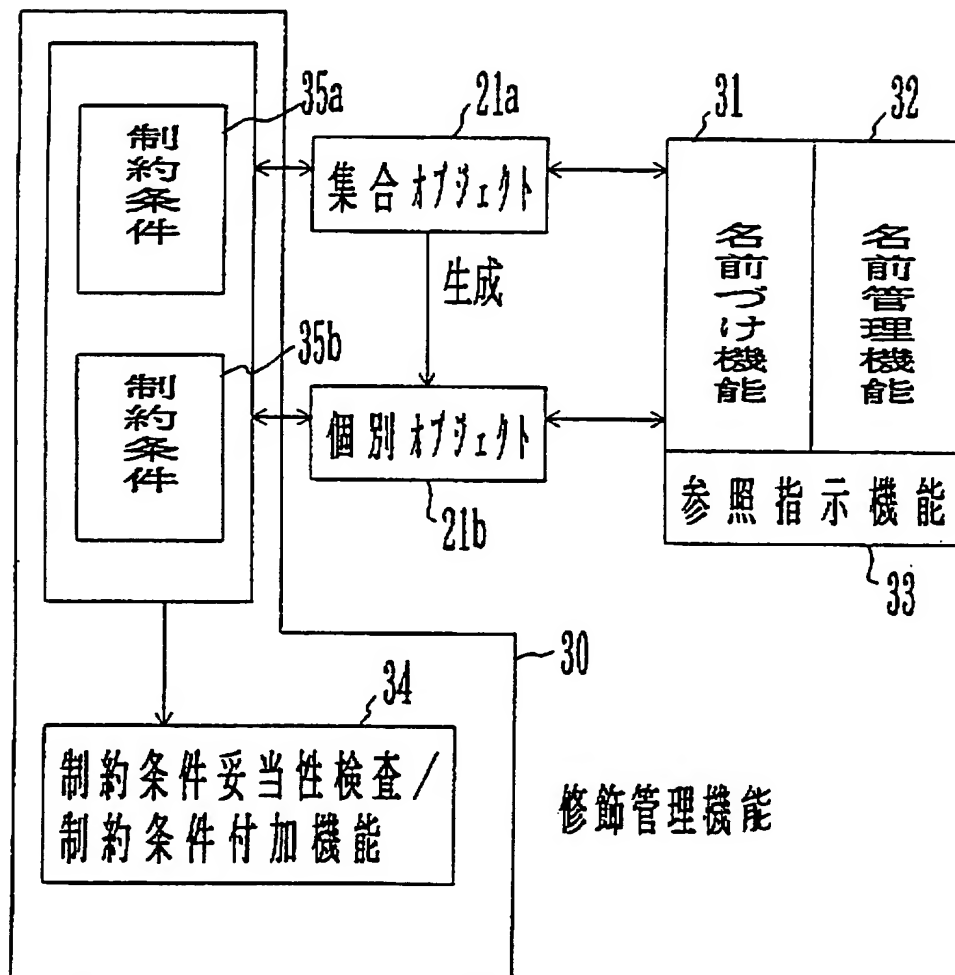 35a
制約条件
21a
集合オブジェクト
31
32
名前づけ機能
名前管理機能
生成
35b
制約条件
個別オブジェクト
21b
参照指示機能
33
30
34
制約条件妥当性検査/
制約条件付加機能
修飾管理機能